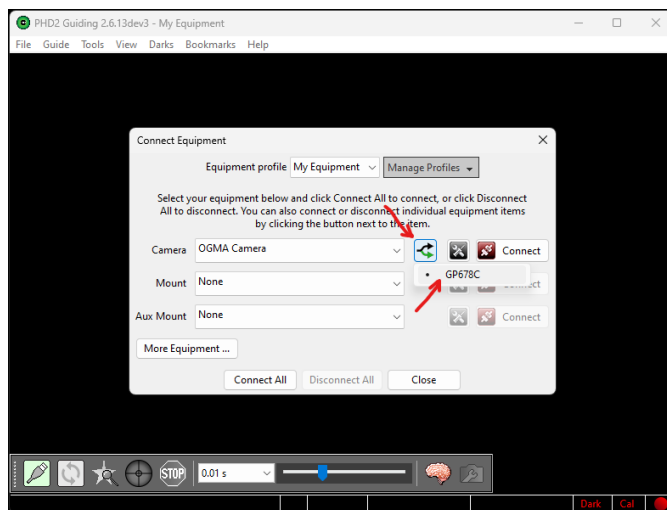 PHD2 Guiding 2.6.13dev3 - My Equipment
File Guide Tools View Darks Bookmarks Help
Connect Equipment
Equipment profile My Equipment Manage Profiles
Select your equipment below and click Connect All to connect, or click Disconnect
All to disconnect. You can also connect or disconnect individual equipment items
by clicking the button next to the item.
Camera OGMA Camera Connect
GP678C
Mount None Connect
Aux Mount None Connect
More Equipment ...
Connect All Disconnect All Close
STOP 0.01 s
Dark Cal